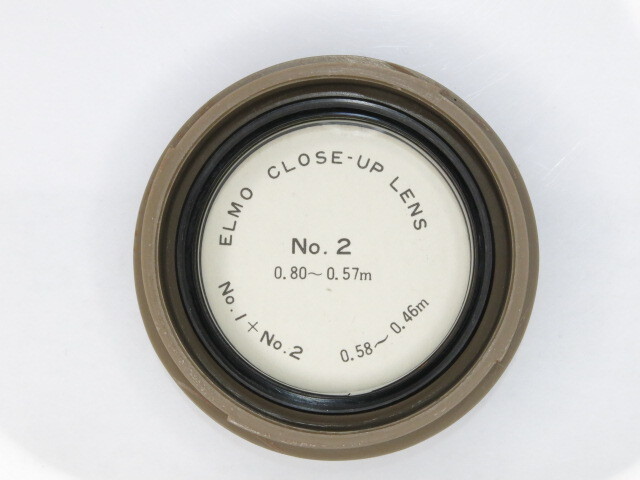 ELMO CLOSE-UP LENS
No. 2
0.80～0.57m
No.1+No.2 0.58～0.46m